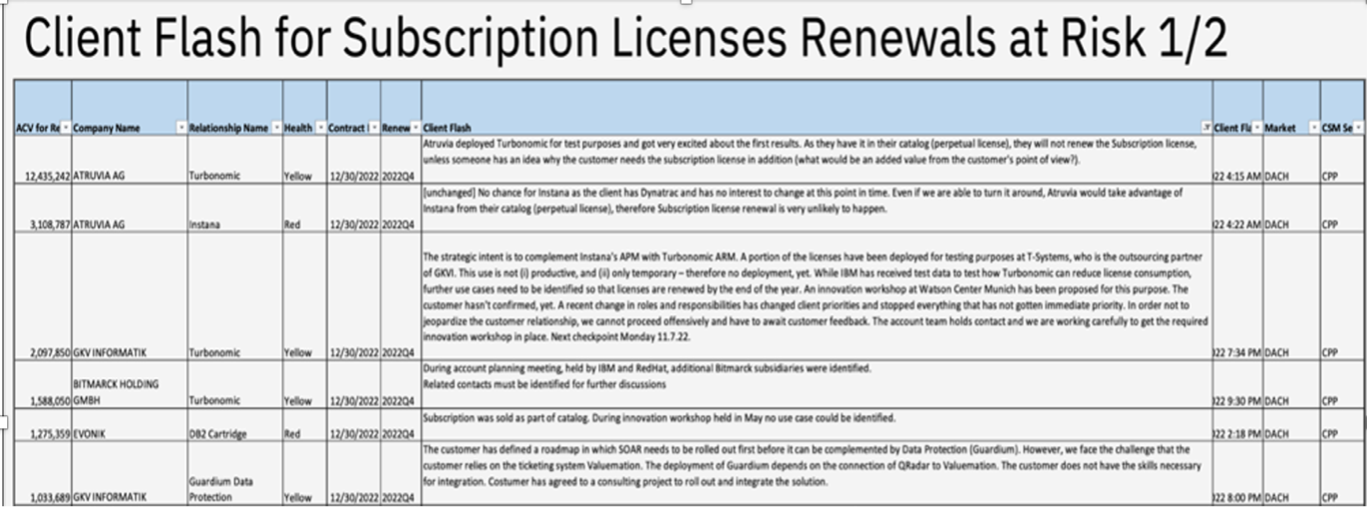 Client Flash for Subscription Licenses Renewals at Risk 1/2
ACV for Re Company Name Relationship Name Health Contract Renew Client Flash Client Fla Market CSM Se
Atruvia deployed Turbonomic for test purposes and got very excited about the first results. As they have it in their catalog (perpetual license), they will not renew the Subscription license,
unless someone has an idea why the customer needs the subscription license in addition (what would be an added value from the customer's point of view?).
12,435,242 ATRUVIA AG Turbonomic Yellow 12/30/2022 2022Q4 22 4:15 AM DACH CPP
[unchanged] No chance for Instana as the client has Dynatrac and has no interest to change at this point in time. Even if we are able to turn it around, Atruvia would take advantage of
Instana from their catalog (perpetual license), therefore Subscription license renewal is very unlikely to happen.
3,108,787 ATRUVIA AG Instana Red 12/30/2022 2022Q4 22 4:22 AM DACH CPP
The strategic intent is to complement Instana's APM with Turbonomic ARM. A portion of the licenses have been deployed for testing purposes at T-Systems, who is the outsourcing partner
of GKVI. This use is not (i) productive, and (ii) only temporary – therefore no deployment, yet. While IBM has received test data to test how Turbonomic can reduce license consumption,
further use cases need to be identified so that licenses are renewed by the end of the year. An innovation workshop at Watson Center Munich has been proposed for this purpose. The
customer hasn't confirmed, yet. A recent change in roles and responsibilities has changed client priorities and stopped everything that has not gotten immediate priority. In order not to
jeopardize the customer relationship, we cannot proceed offensively and have to await customer feedback. The account team holds contact and we are working carefully to get the required
innovation workshop in place. Next checkpoint Monday 11.7.22.
2,097,850 GKV INFORMATIK Turbonomic Yellow 12/30/2022 2022Q4 22 7:34 PM DACH CPP
During account planning meeting, held by IBM and RedHat, additional Bitmarck subsidiaries were identified.
Related contacts must be identified for further discussions
BITMARCK HOLDING
1,588,050 GMBH Turbonomic Yellow 12/30/2022 2022Q4 22 9:30 PM DACH CPP
Subscription was sold as part of catalog. During innovation workshop held in May no use case could be identified.
1,275,359 EVONIK DB2 Cartridge Red 12/30/2022 2022Q4 22 2:18 PM DACH CPP
The customer has defined a roadmap in which SOAR needs to be rolled out first before it can be complemented by Data Protection (Guardium). However, we face the challenge that the
customer relies on the ticketing system Valuemation. The deployment of Guardium depends on the connection of QRadar to Valuemation. The customer does not have the skills necessary
for integration. Costumer has agreed to a consulting project to roll out and integrate the solution.
Guardium Data
1,033,689 GKV INFORMATIK Protection Yellow 12/30/2022 2022Q4 22 8:00 PM DACH CPP